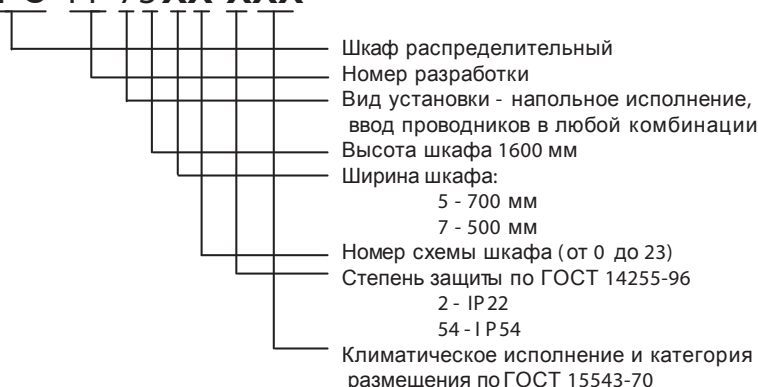 Шкаф распределительный
Номер разработки
Вид установки - напольное исполнение,
ввод проводников в любой комбинации
Высота шкафа 1600 мм
Ширина шкафа:
5 - 700 мм
7 - 500 мм
Номер схемы шкафа (от 0 до 23)
Степень защиты по ГОСТ 14255-96
2 - IP22
54 - IP54
Климатическое исполнение и категория
размещения по ГОСТ 15543-70